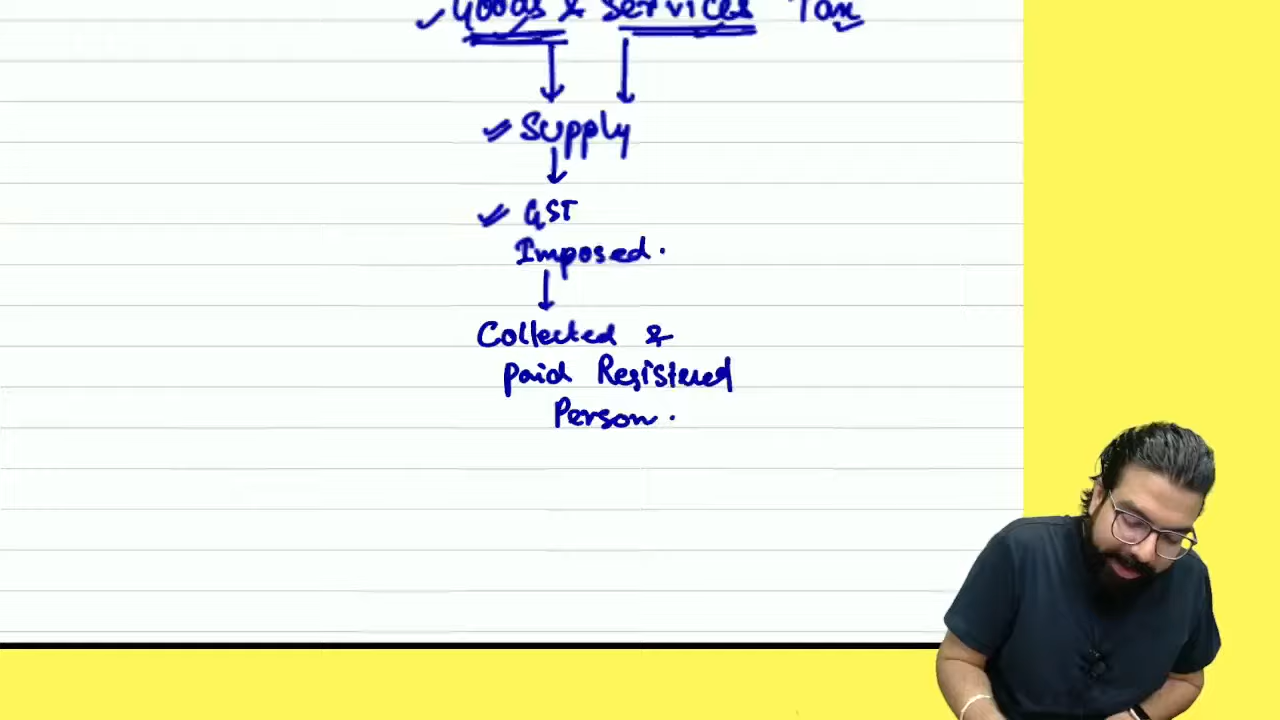 Goods & Services Tax
Supply
GST
Imposed.
Collected &
paid Registered
Person.